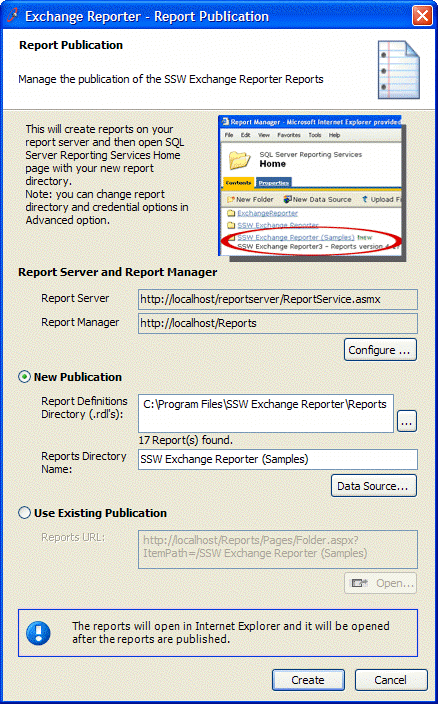 Exchange Reporter - Report Publication
Report Publication
Manage the publication of the SSW Exchange Reporter Reports
This will create reports on your
report server and then open SQL
Server Reporting Services Home
page with your new report
directory.
Note: you can change report
directory and credential options in
Advanced option.
Report Manager - Microsoft Internet Explorer provided
File Edit View Favorites Tools Help
SQL Server Reporting Services
Home
Contents Properties
New Folder New Data Source Upload Fi
ExchangeReporter
SSW Exchange Reporter
SSW Exchange Reporter (Samples) !new
SSW Exchange Reporter3 - Reports version
Report Server and Report Manager
Report Server http://localhost/reportserver/ReportService.asmx
Report Manager http://localhost/Reports
Configure ...
New Publication
Report Definitions
Directory (.rdl's):
C:\Program Files\SSW Exchange Reporter\Reports
...
17 Report(s) found.
Reports Directory
Name:
SSW Exchange Reporter (Samples)
Data Source...
Use Existing Publication
Reports URL:
http://localhost/Reports/Pages/Folder.aspx?
ItemPath=/SSW Exchange Reporter (Samples)
Open...
The reports will open in Internet Explorer and it will be opened
after the reports are published.
Create Cancel